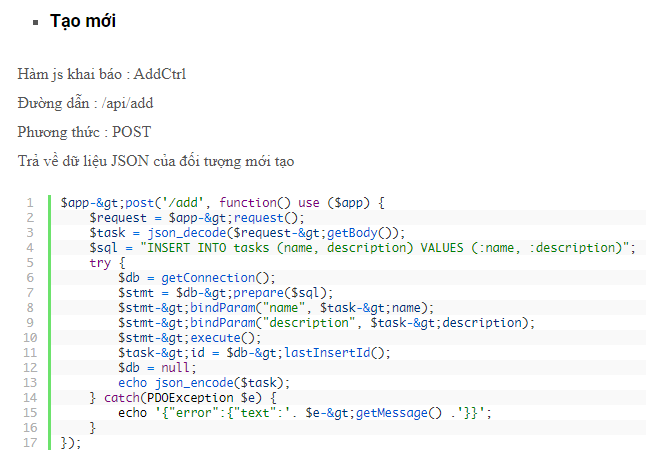 Tạo mới
Hàm js khai báo : AddCtrl
Đường dẫn : /api/add
Phương thức : POST
Trả về dữ liệu JSON của đối tượng mới tạo
1 $app-&gt;post('/add', function() use ($app) {
2     $request = $app-&gt;request();
3     $task = json_decode($request-&gt;getBody());
4     $sql = "INSERT INTO tasks (name, description) VALUES (:name, :description)";
5     try {
6         $db = getConnection();
7         $stmt = $db-&gt;prepare($sql);
8         $stmt-&gt;bindParam("name", $task-&gt;name);
9         $stmt-&gt;bindParam("description", $task-&gt;description);
10         $stmt-&gt;execute();
11         $task-&gt;id = $db-&gt;lastInsertId();
12         $db = null;
13         echo json_encode($task);
14     } catch(PDOException $e) {
15         echo '{"error":{"text":'. $e-&gt;getMessage() .'}}';
16     }
17 });